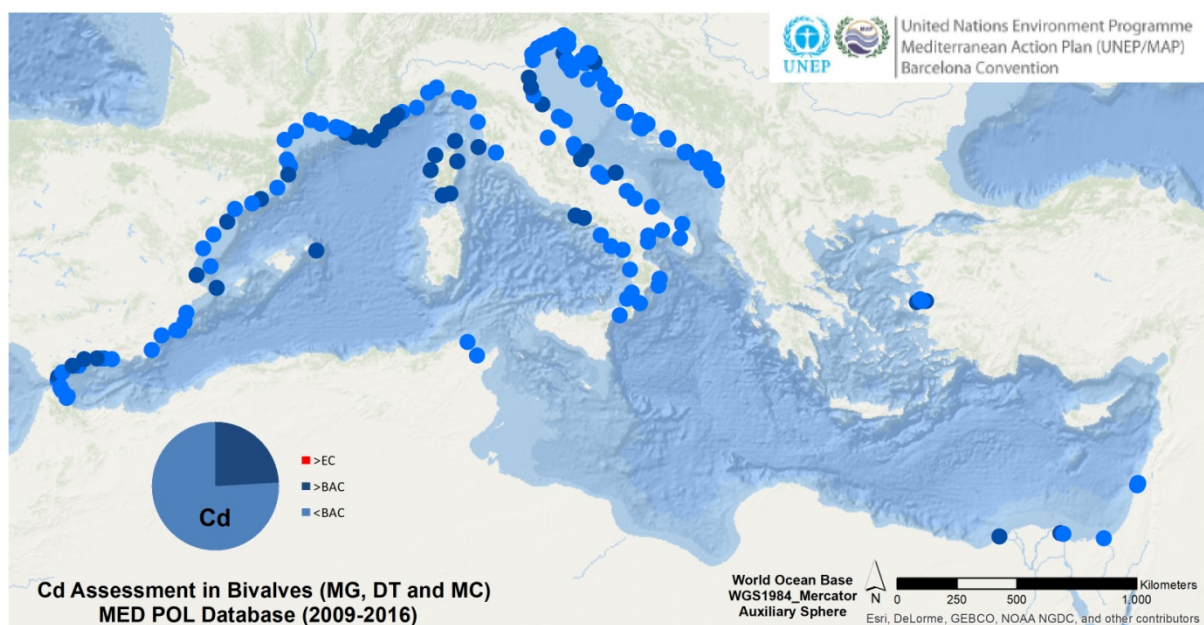 UNEP
MAP
United Nations Environment Programme
Mediterranean Action Plan (UNEP/MAP)
Barcelona Convention
>EC
>BAC
<BAC
Cd
Cd Assessment in Bivalves (MG, DT and MC)
MED POL Database (2009-2016)
World Ocean Base
WGS1984_Mercator
Auxiliary Sphere
N
Kilometers
0 250 500 1,000
Esri, DeLorme, GEBCO, NOAA NGDC, and other contributors